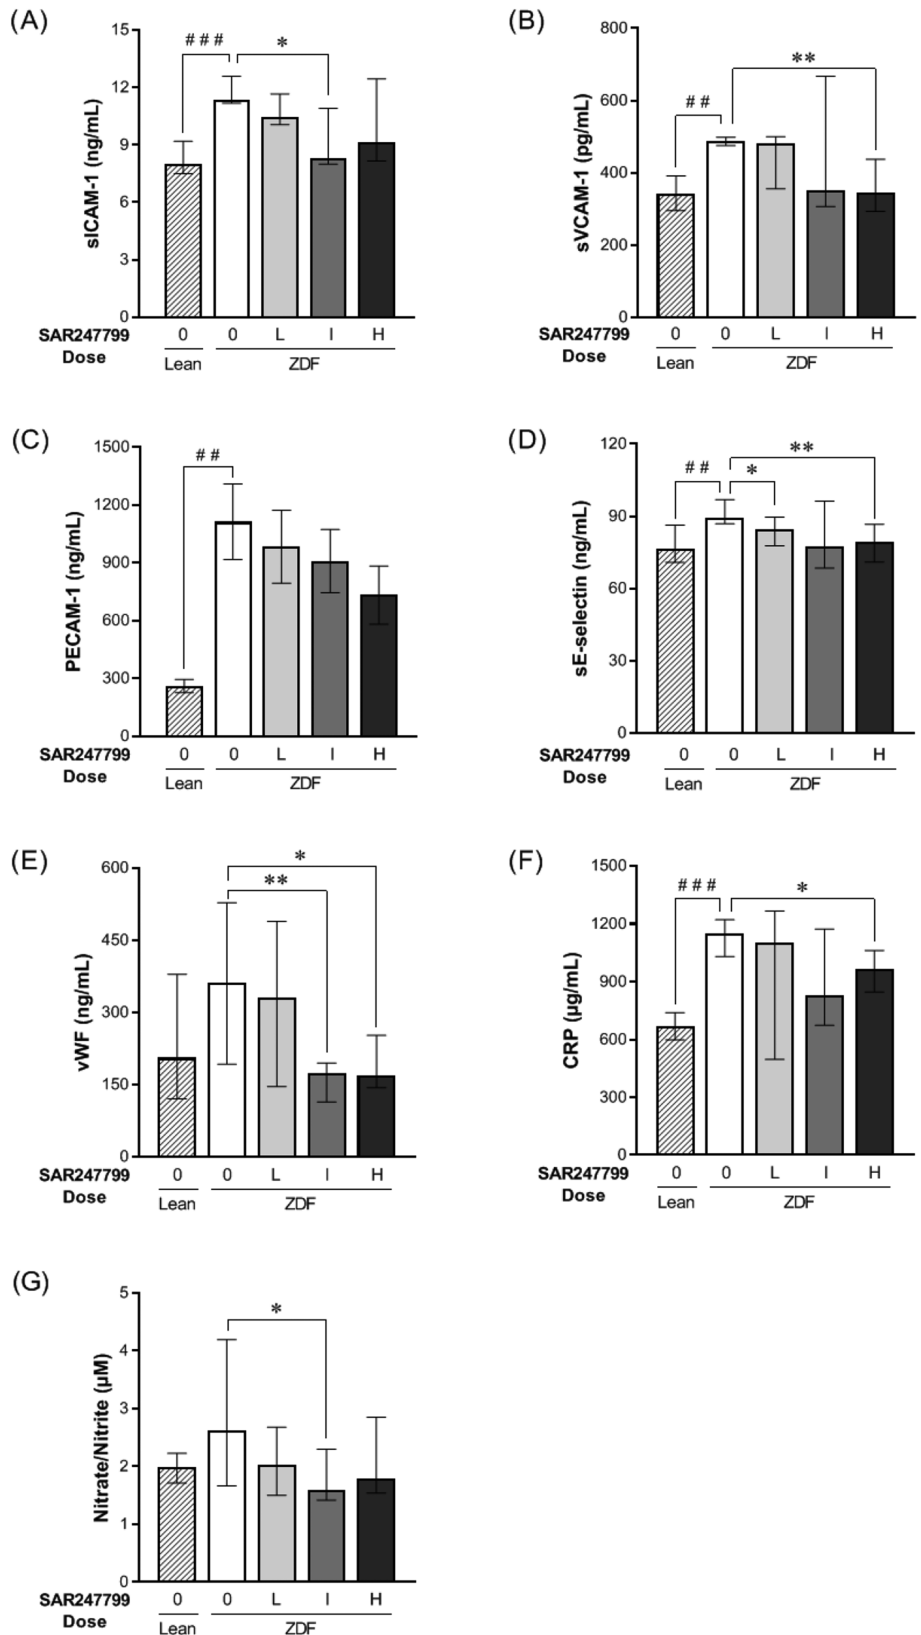 (A)
sICAM-1 (ng/mL)
15
12
9
6
3
0
# # #
*
SAR247799
Dose
0 0 L I H
Lean ZDF
(B)
sVCAM-1 (pg/mL)
800
600
400
200
0
# #
**
SAR247799
Dose
0 0 L I H
Lean ZDF
(C)
PECAM-1 (ng/mL)
1500
1200
900
600
300
0
# #
SAR247799
Dose
0 0 L I H
Lean ZDF
(D)
sE-selectin (ng/mL)
120
90
60
30
0
# #
*
**
SAR247799
Dose
0 0 L I H
Lean ZDF
(E)
vWF (ng/mL)
600
450
300
150
0
*
**
SAR247799
Dose
0 0 L I H
Lean ZDF
(F)
CRP (µg/mL)
1500
1200
900
600
300
0
# # #
*
SAR247799
Dose
0 0 L I H
Lean ZDF
(G)
Nitrate/Nitrite (µM)
5
4
3
2
1
0
*
SAR247799
Dose
0 0 L I H
Lean ZDF